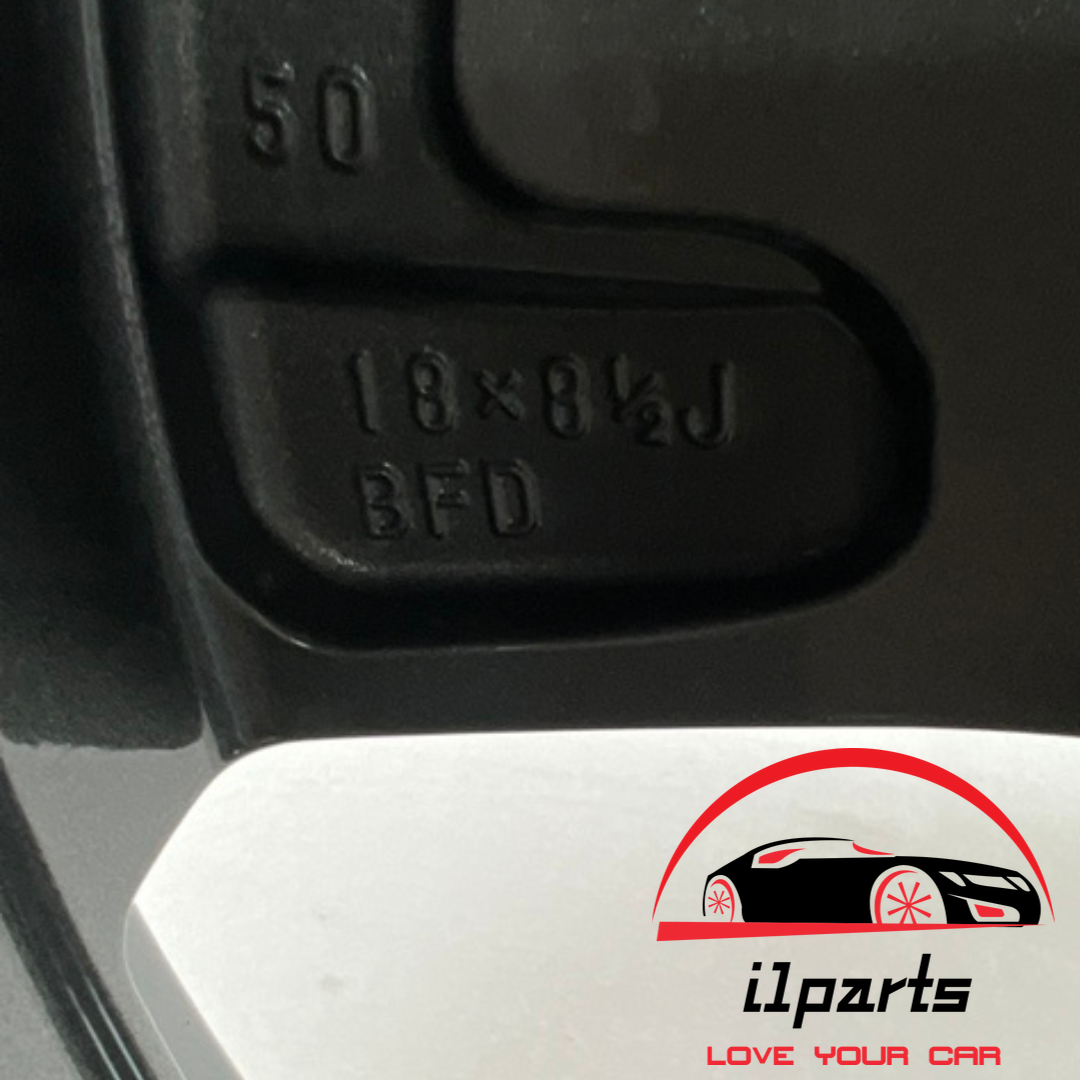 50
18×8½J
BFD
i1parts
LOVE YOUR CAR